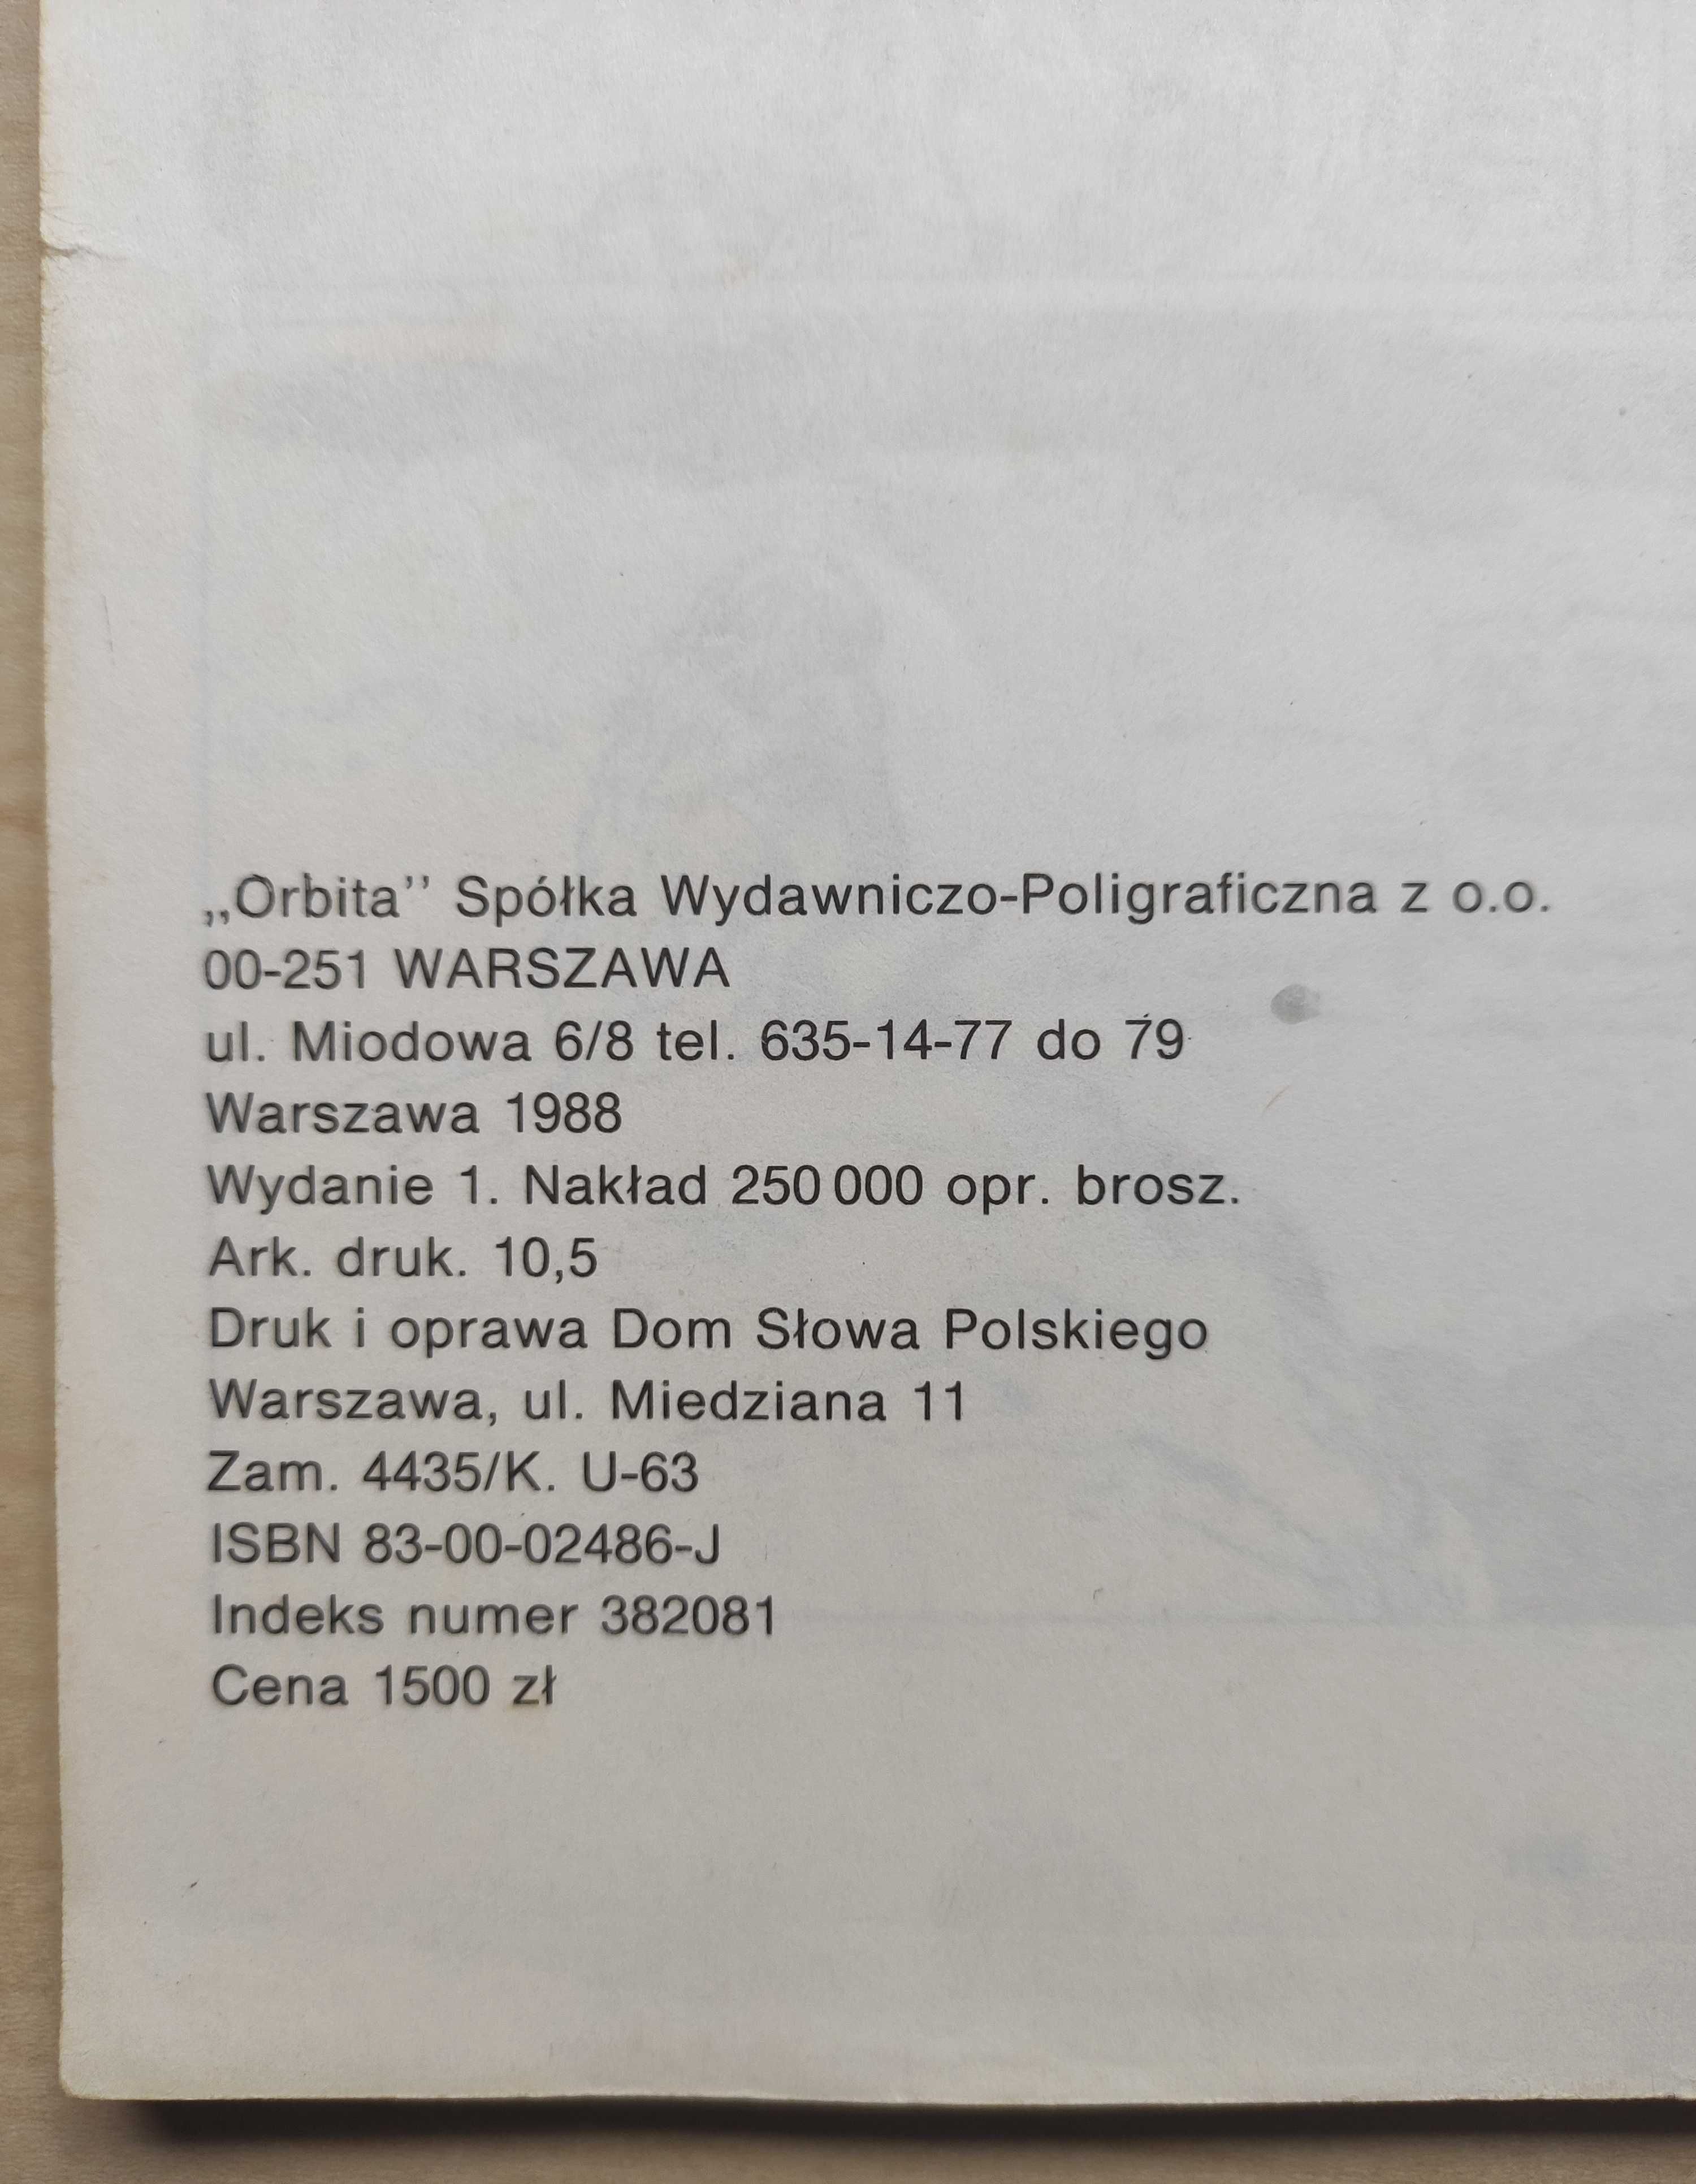 „Orbita’’ Spółka Wydawniczo-Poligraficzna z o.o.
00-251 WARSZAWA
ul. Miodowa 6/8 tel. 635-14-77 do 79
Warszawa 1988
Wydanie 1. Nakład 250 000 opr. brosz.
Ark. druk. 10,5
Druk i oprawa Dom Słowa Polskiego
Warszawa, ul. Miedziana 11
Zam. 4435/K. U-63
ISBN 83-00-02486-J
Indeks numer 382081
Cena 1500 zł